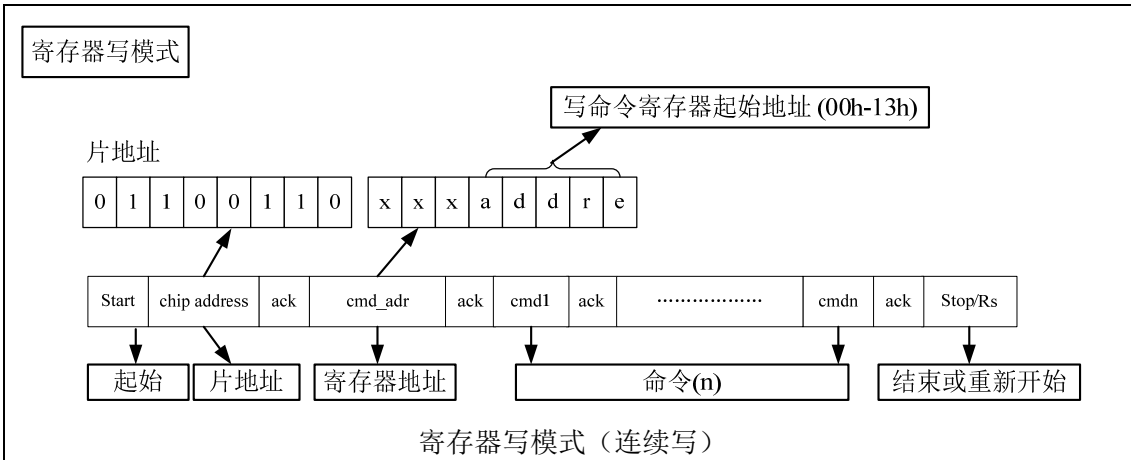 寄存器写模式
写命令寄存器起始地址 (00h-13h)
片地址
0 1 1 0 0 1 1 0 x x x a d d r e
Start chip address ack cmd_adr ack cmd1 ack ……………… cmdn ack Stop/Rs
起始 片地址 寄存器地址 命令(n) 结束或重新开始
寄存器写模式（连续写）